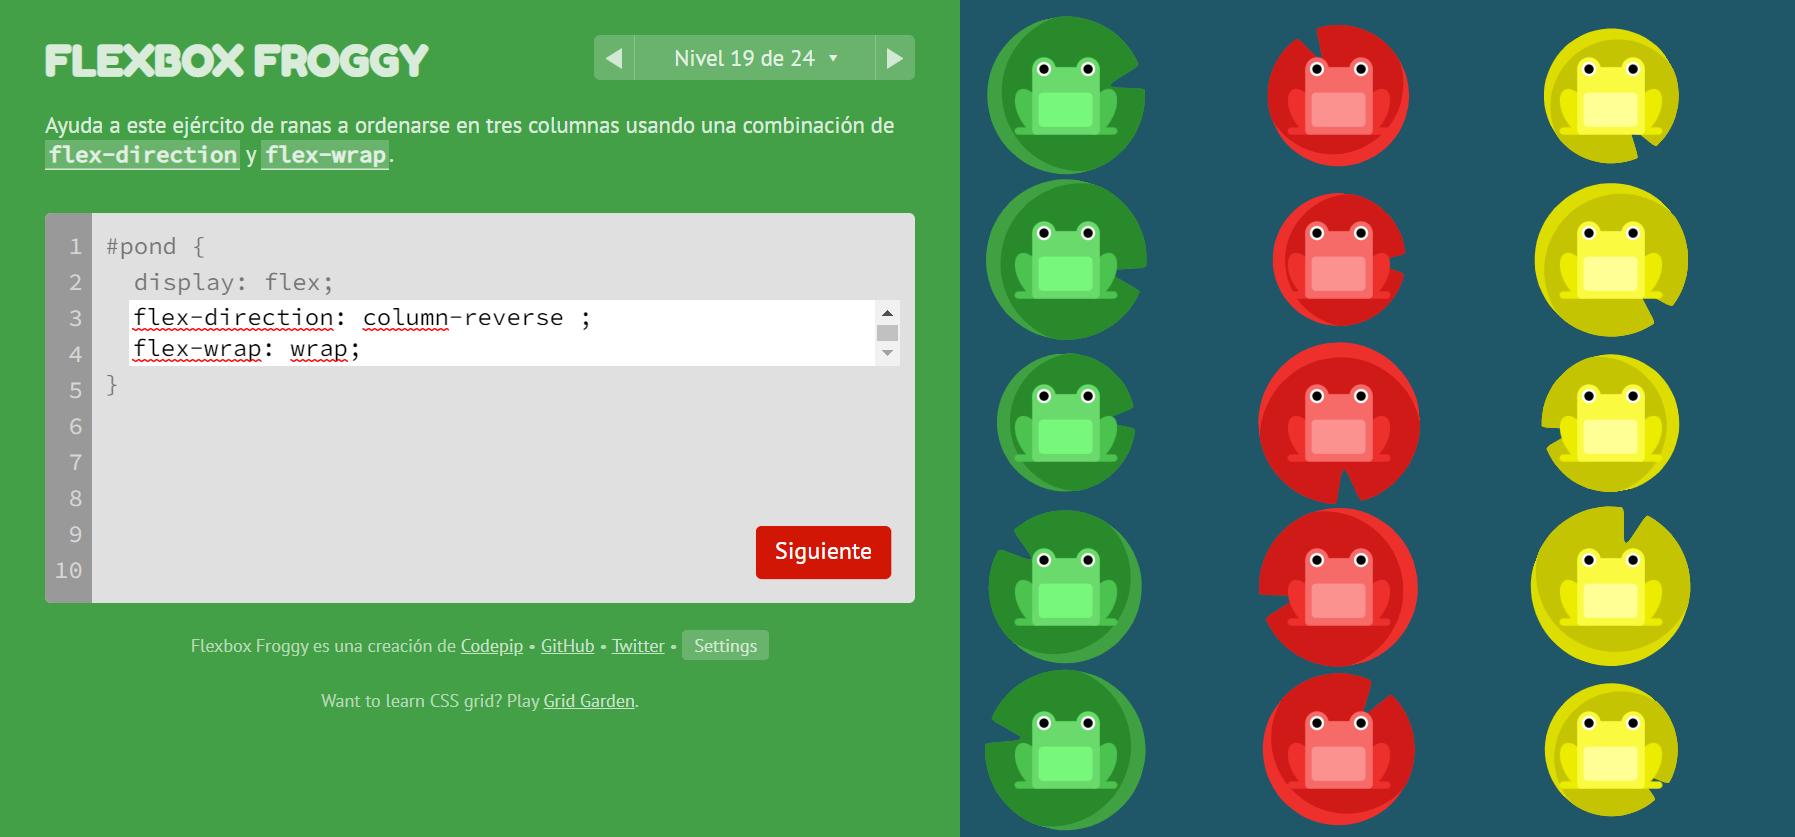 FLEXBOX FROGGY
Nivel 19 de 24
Ayuda a este ejército de ranas a ordenarse en tres columnas usando una combinación de
flex-direction y flex-wrap.
1 #pond {
2 display: flex;
3 flex-direction: column-reverse ;
4 flex-wrap: wrap;
5 }
6
7
8
9
10
Siguiente
Flexbox Froggy es una creación de Codepip • GitHub • Twitter • Settings
Want to learn CSS grid? Play Grid Garden.